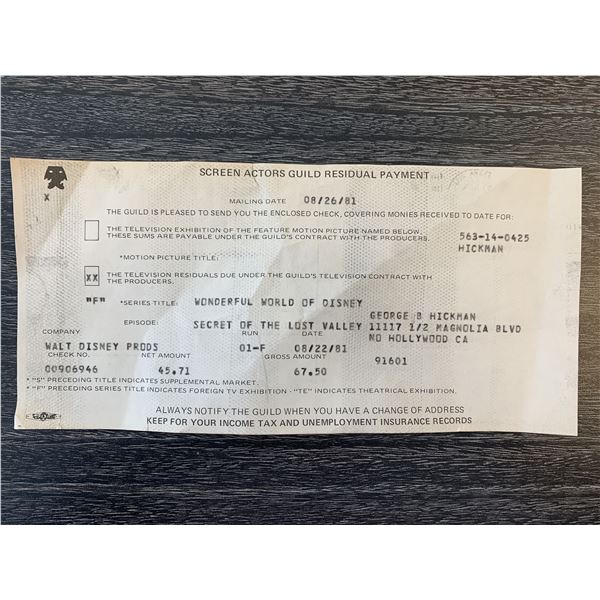 SCREEN ACTORS GUILD RESIDUAL PAYMENT
X
MAILING DATE 08/26/81
THE GUILD IS PLEASED TO SEND YOU THE ENCLOSED CHECK, COVERING MONIES RECEIVED TO DATE FOR:
THE TELEVISION EXHIBITION OF THE FEATURE MOTION PICTURE NAMED BELOW. 563-14-0425
THESE SUMS ARE PAYABLE UNDER THE GUILD'S CONTRACT WITH THE PRODUCERS. HICKMAN
*MOTION PICTURE TITLE:
XX THE TELEVISION RESIDUALS DUE UNDER THE GUILD'S TELEVISION CONTRACT WITH
THE PRODUCERS.
"F" *SERIES TITLE: WONDERFUL WORLD OF DISNEY
GEORGE B HICKMAN
EPISODE: SECRET OF THE LOST VALLEY 11117 1/2 MAGNOLIA BLVD
COMPANY RUN DATE NO HOLLYWOOD CA
WALT DISNEY PRODS 01-F 08/22/81
CHECK NO. NET AMOUNT GROSS AMOUNT 91601
00906946 45.71 67.50
* "S" PRECEDING TITLE INDICATES SUPPLEMENTAL MARKET.
* "F" PRECEDING SERIES TITLE INDICATES FOREIGN TV EXHIBITION - "TE" INDICATES THEATRICAL EXHIBITION.
ALWAYS NOTIFY THE GUILD WHEN YOU HAVE A CHANGE OF ADDRESS
KEEP FOR YOUR INCOME TAX AND UNEMPLOYMENT INSURANCE RECORDS